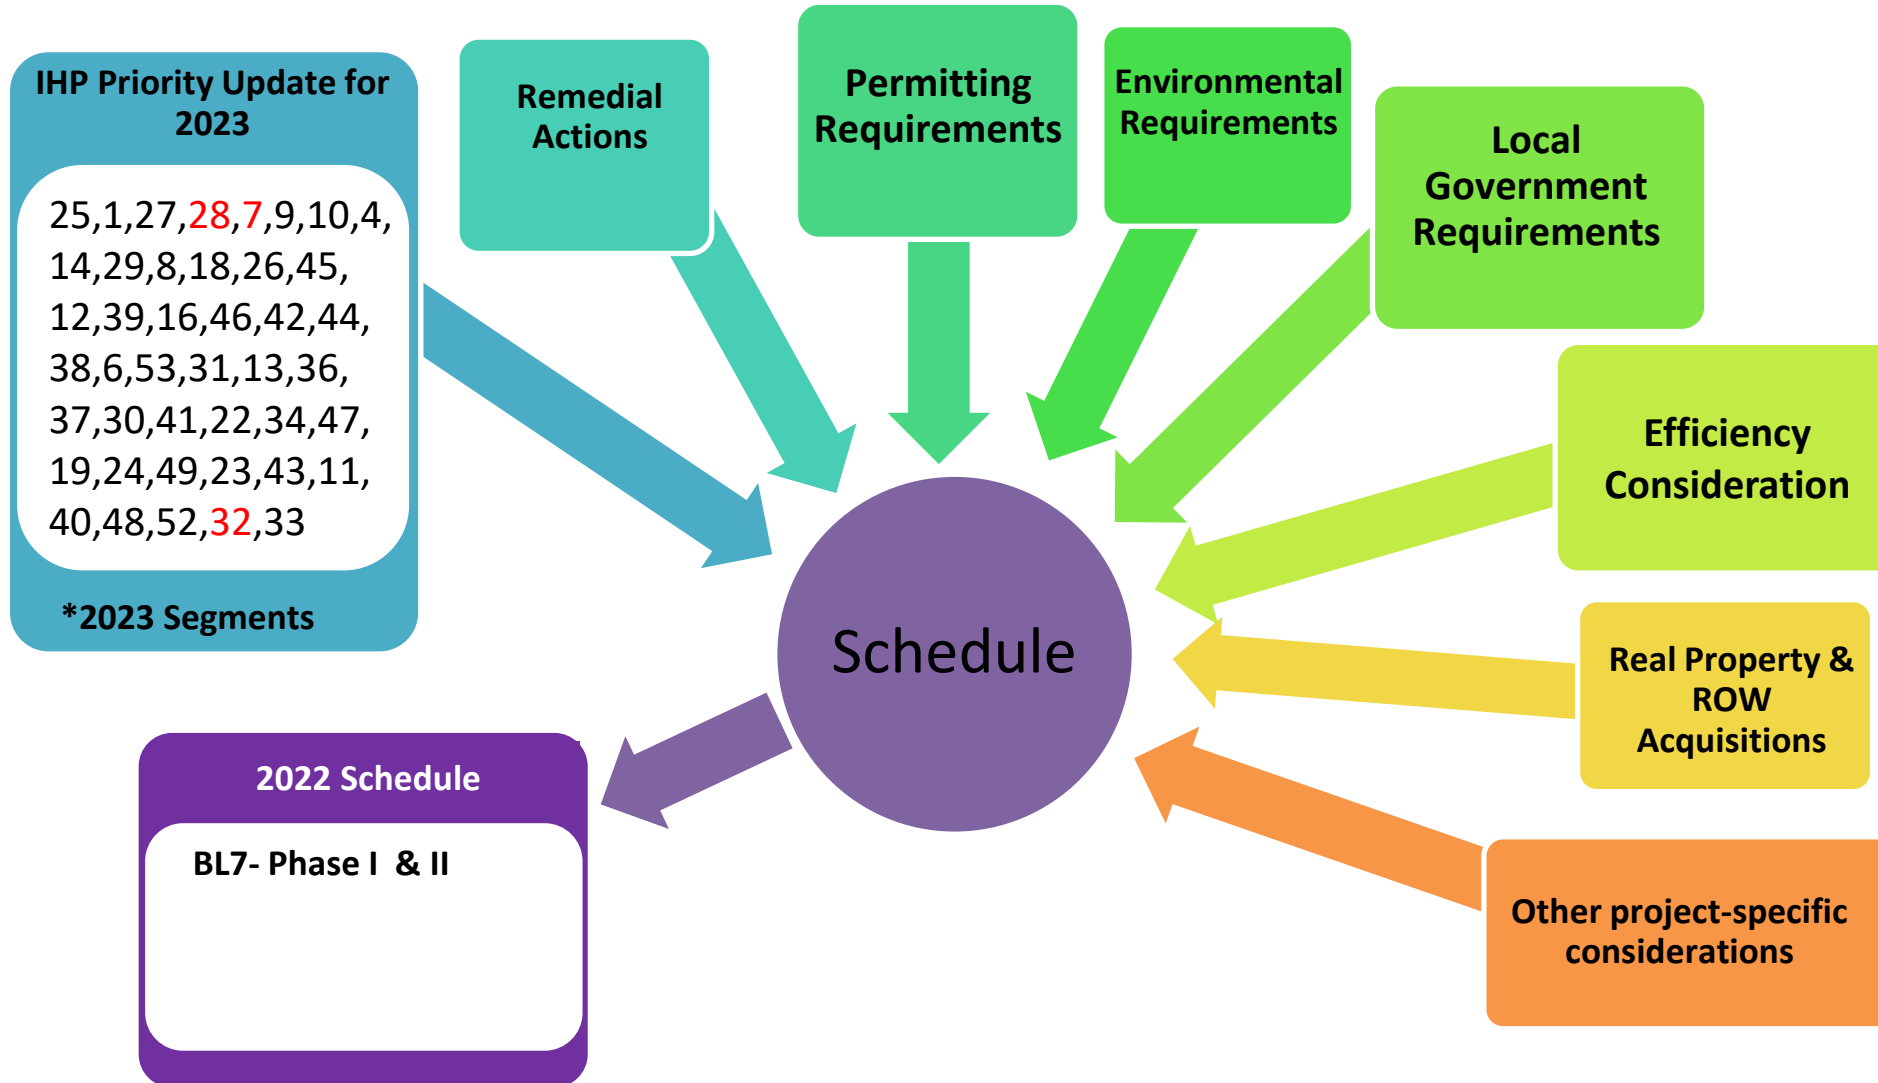 IHP Priority Update for
2023
25,1,27,28,7,9,10,4,
14,29,8,18,26,45,
12,39,16,46,42,44,
38,6,53,31,13,36,
37,30,41,22,34,47,
19,24,49,23,43,11,
40,48,52,32,33
*2023 Segments
Remedial
Actions
Permitting
Requirements
Environmental
Requirements
Local
Government
Requirements
Efficiency
Consideration
Real Property &
ROW
Acquisitions
Other project-specific
considerations
Schedule
2022 Schedule
BL7- Phase I  & II